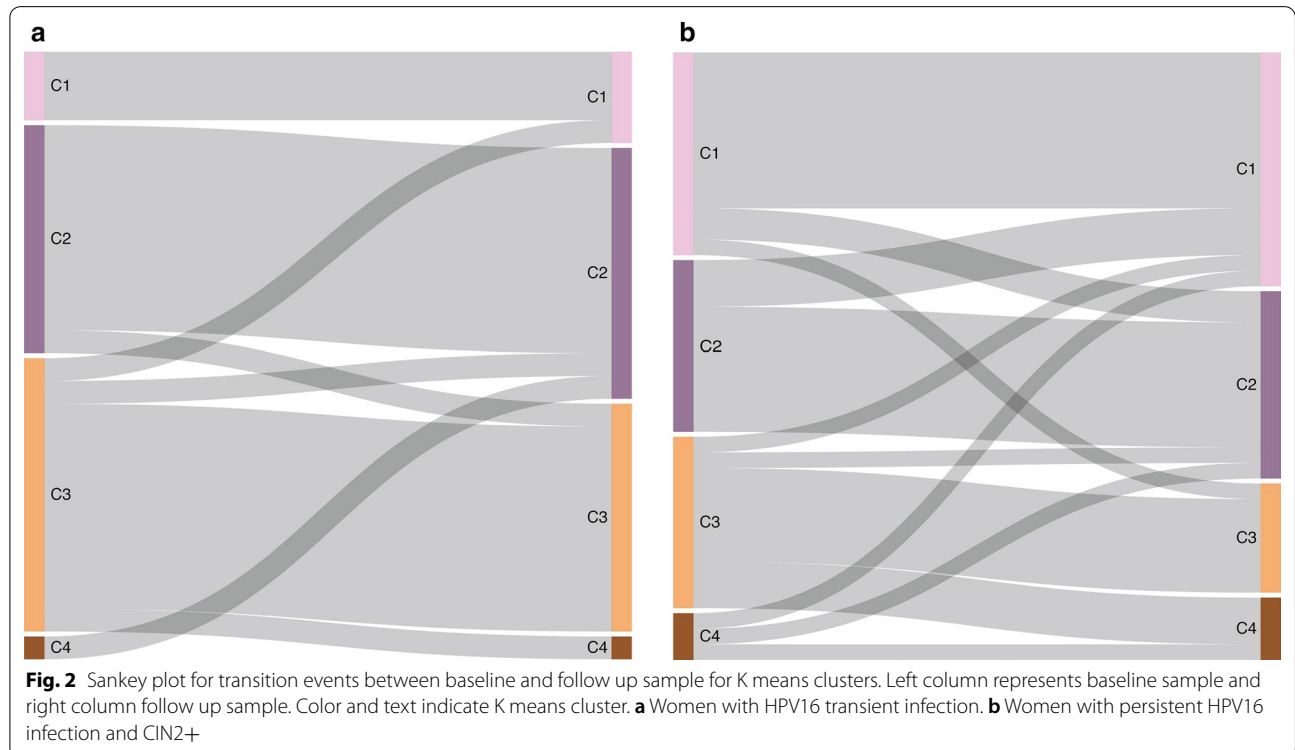 a
b
C1
C1
C2
C2
C3
C3
C4
C4
C1
C1
C2
C2
C3
C3
C4
C4
Fig. 2 Sankey plot for transition events between baseline and follow up sample for K means clusters. Left column represents baseline sample and
right column follow up sample. Color and text indicate K means cluster. a Women with HPV16 transient infection. b Women with persistent HPV16
infection and CIN2+